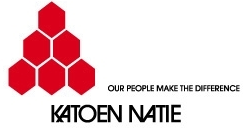 OUR PEOPLE MAKE THE DIFFERENCE
KATOEN NATIE